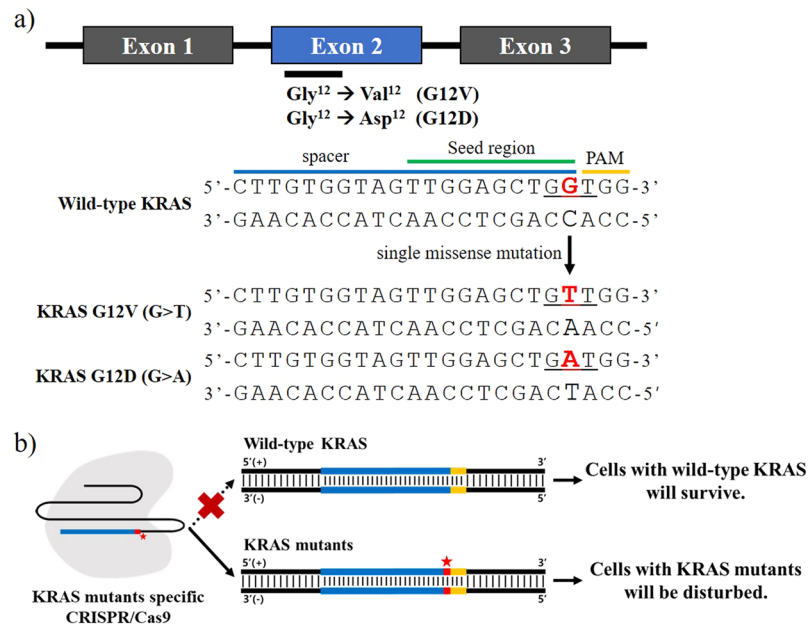 a)
Exon 1 Exon 2 Exon 3
Gly¹² → Val¹² (G12V)
Gly¹² → Asp¹² (G12D)
Seed region
spacer PAM
5'-CTTGTGGTAGTTGGAGCTGGTGG-3'
Wild-type KRAS
3'-GAACACCATCAACCTCGACCACC-5'
single missense mutation
5'-CTTGTGGTAGTTGGAGCTGTTGG-3'
KRAS G12V (G>T)
3'-GAACACCATCAACCTCGACAACC-5'
5'-CTTGTGGTAGTTGGAGCTGATGG-3'
KRAS G12D (G>A)
3'-GAACACCATCAACCTCGACTACC-5'
b)
Wild-type KRAS
5'(+) 3'
3'(-) 5'
Cells with wild-type KRAS
will survive.
KRAS mutants
5'(+) 3'
3'(-) 5'
Cells with KRAS mutants
will be disturbed.
KRAS mutants specific
CRISPR/Cas9